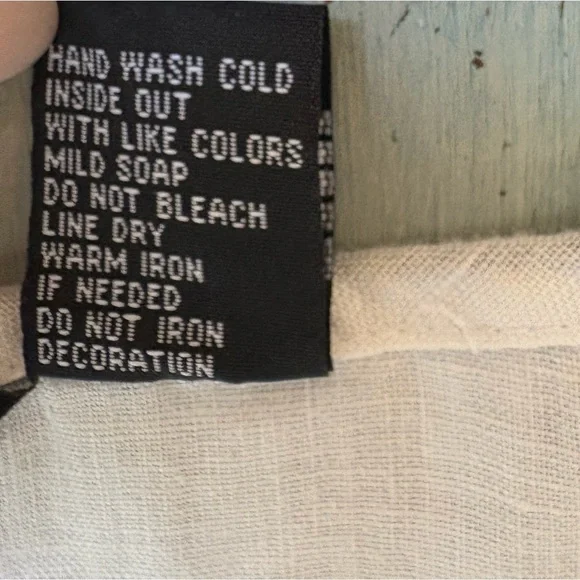 HAND WASH COLD
INSIDE OUT
WITH LIKE COLORS
MILD SOAP
DO NOT BLEACH
LINE DRY
WARM IRON
IF NEEDED
DO NOT IRON
DECORATION